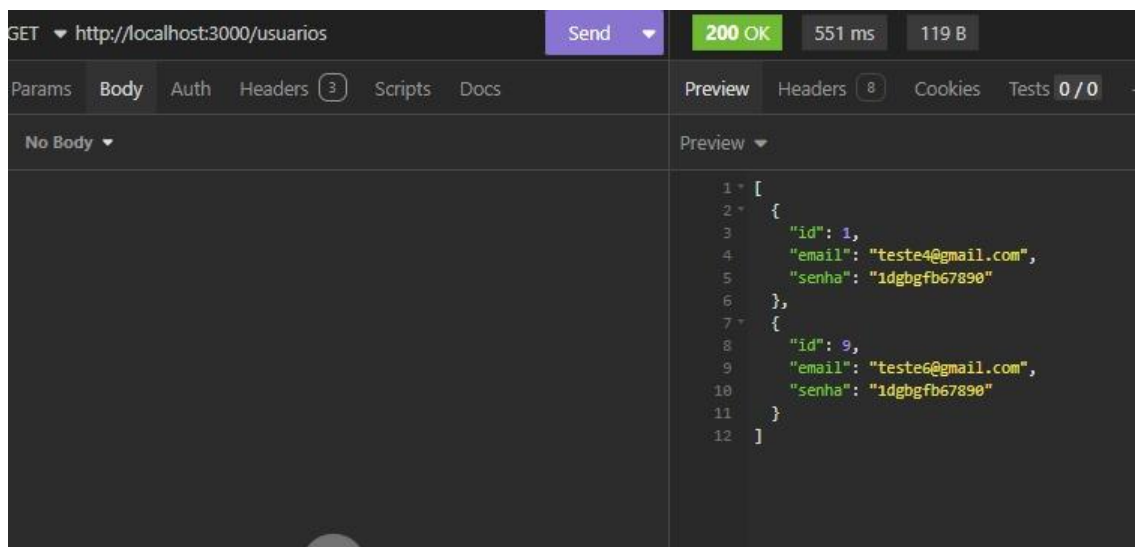 GET http://localhost:3000/usuarios Send 200 OK 551 ms 119 B
Params Body Auth Headers 3 Scripts Docs Preview Headers 8 Cookies Tests 0 / 0
No Body Preview
1 [
2 {
3 "id": 1,
4 "email": "teste4@gmail.com",
5 "senha": "1dgbgfb67890"
6 },
7 {
8 "id": 9,
9 "email": "teste6@gmail.com",
10 "senha": "1dgbgfb67890"
11 }
12 ]